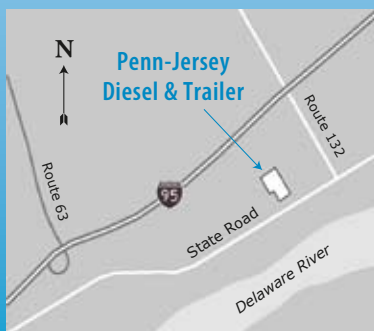 N
Penn-Jersey
Diesel & Trailer
Route 132
Route 63
95
State Road
Delaware River